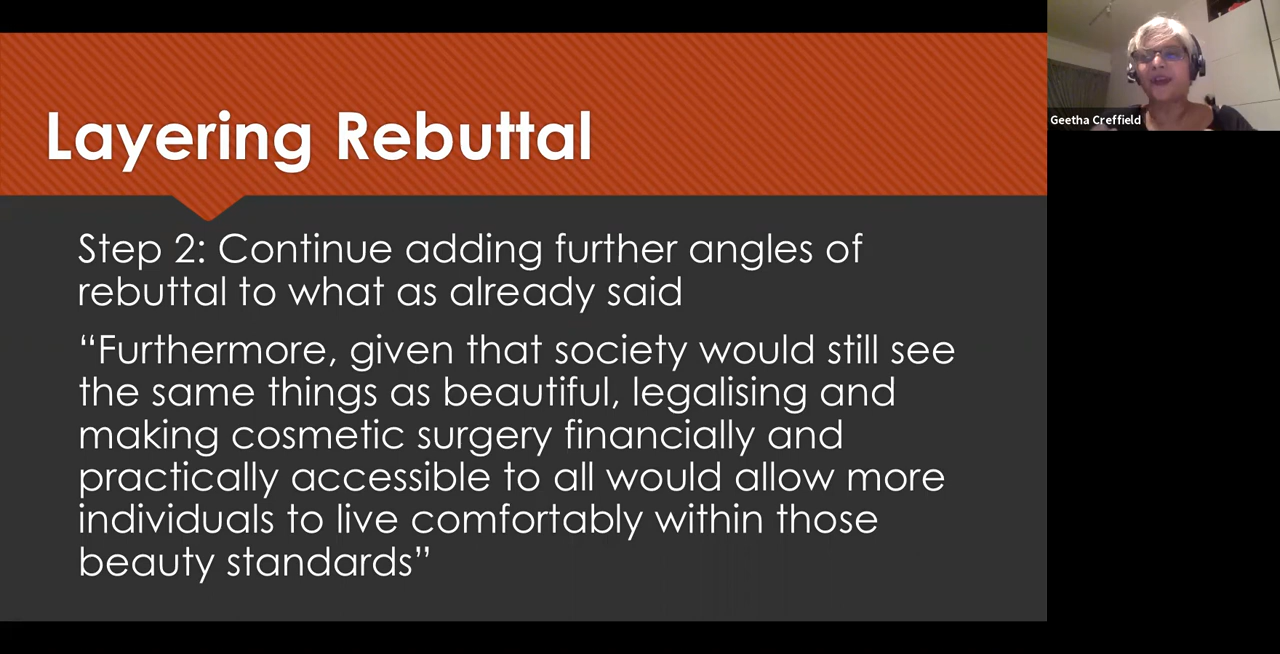 Layering Rebuttal
Geetha Creffield
Step 2: Continue adding further angles of
rebuttal to what as already said
“Furthermore, given that society would still see
the same things as beautiful, legalising and
making cosmetic surgery financially and
practically accessible to all would allow more
individuals to live comfortably within those
beauty standards”